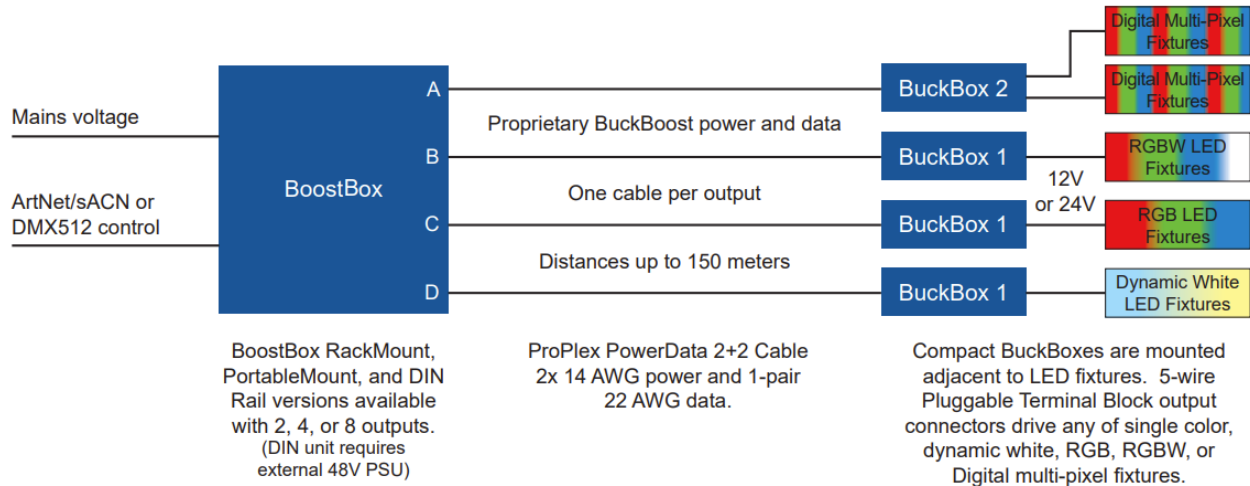 Mains voltage
ArtNet/sACN or
DMX512 control
BoostBox
A
B
C
D
Proprietary BuckBoost power and data
One cable per output
Distances up to 150 meters
BuckBox 2
BuckBox 1
BuckBox 1
BuckBox 1
12V
or 24V
Digital Multi-Pixel
Fixtures
Digital Multi-Pixel
Fixtures
RGBW LED
Fixtures
RGB LED
Fixtures
Dynamic White
LED Fixtures
BoostBox RackMount,
PortableMount, and DIN
Rail versions available
with 2, 4, or 8 outputs.
(DIN unit requires
external 48V PSU)
ProPlex PowerData 2+2 Cable
2x 14 AWG power and 1-pair
22 AWG data.
Compact BuckBoxes are mounted
adjacent to LED fixtures.  5-wire
Pluggable Terminal Block output
connectors drive any of single color,
dynamic white, RGB, RGBW, or
Digital multi-pixel fixtures.